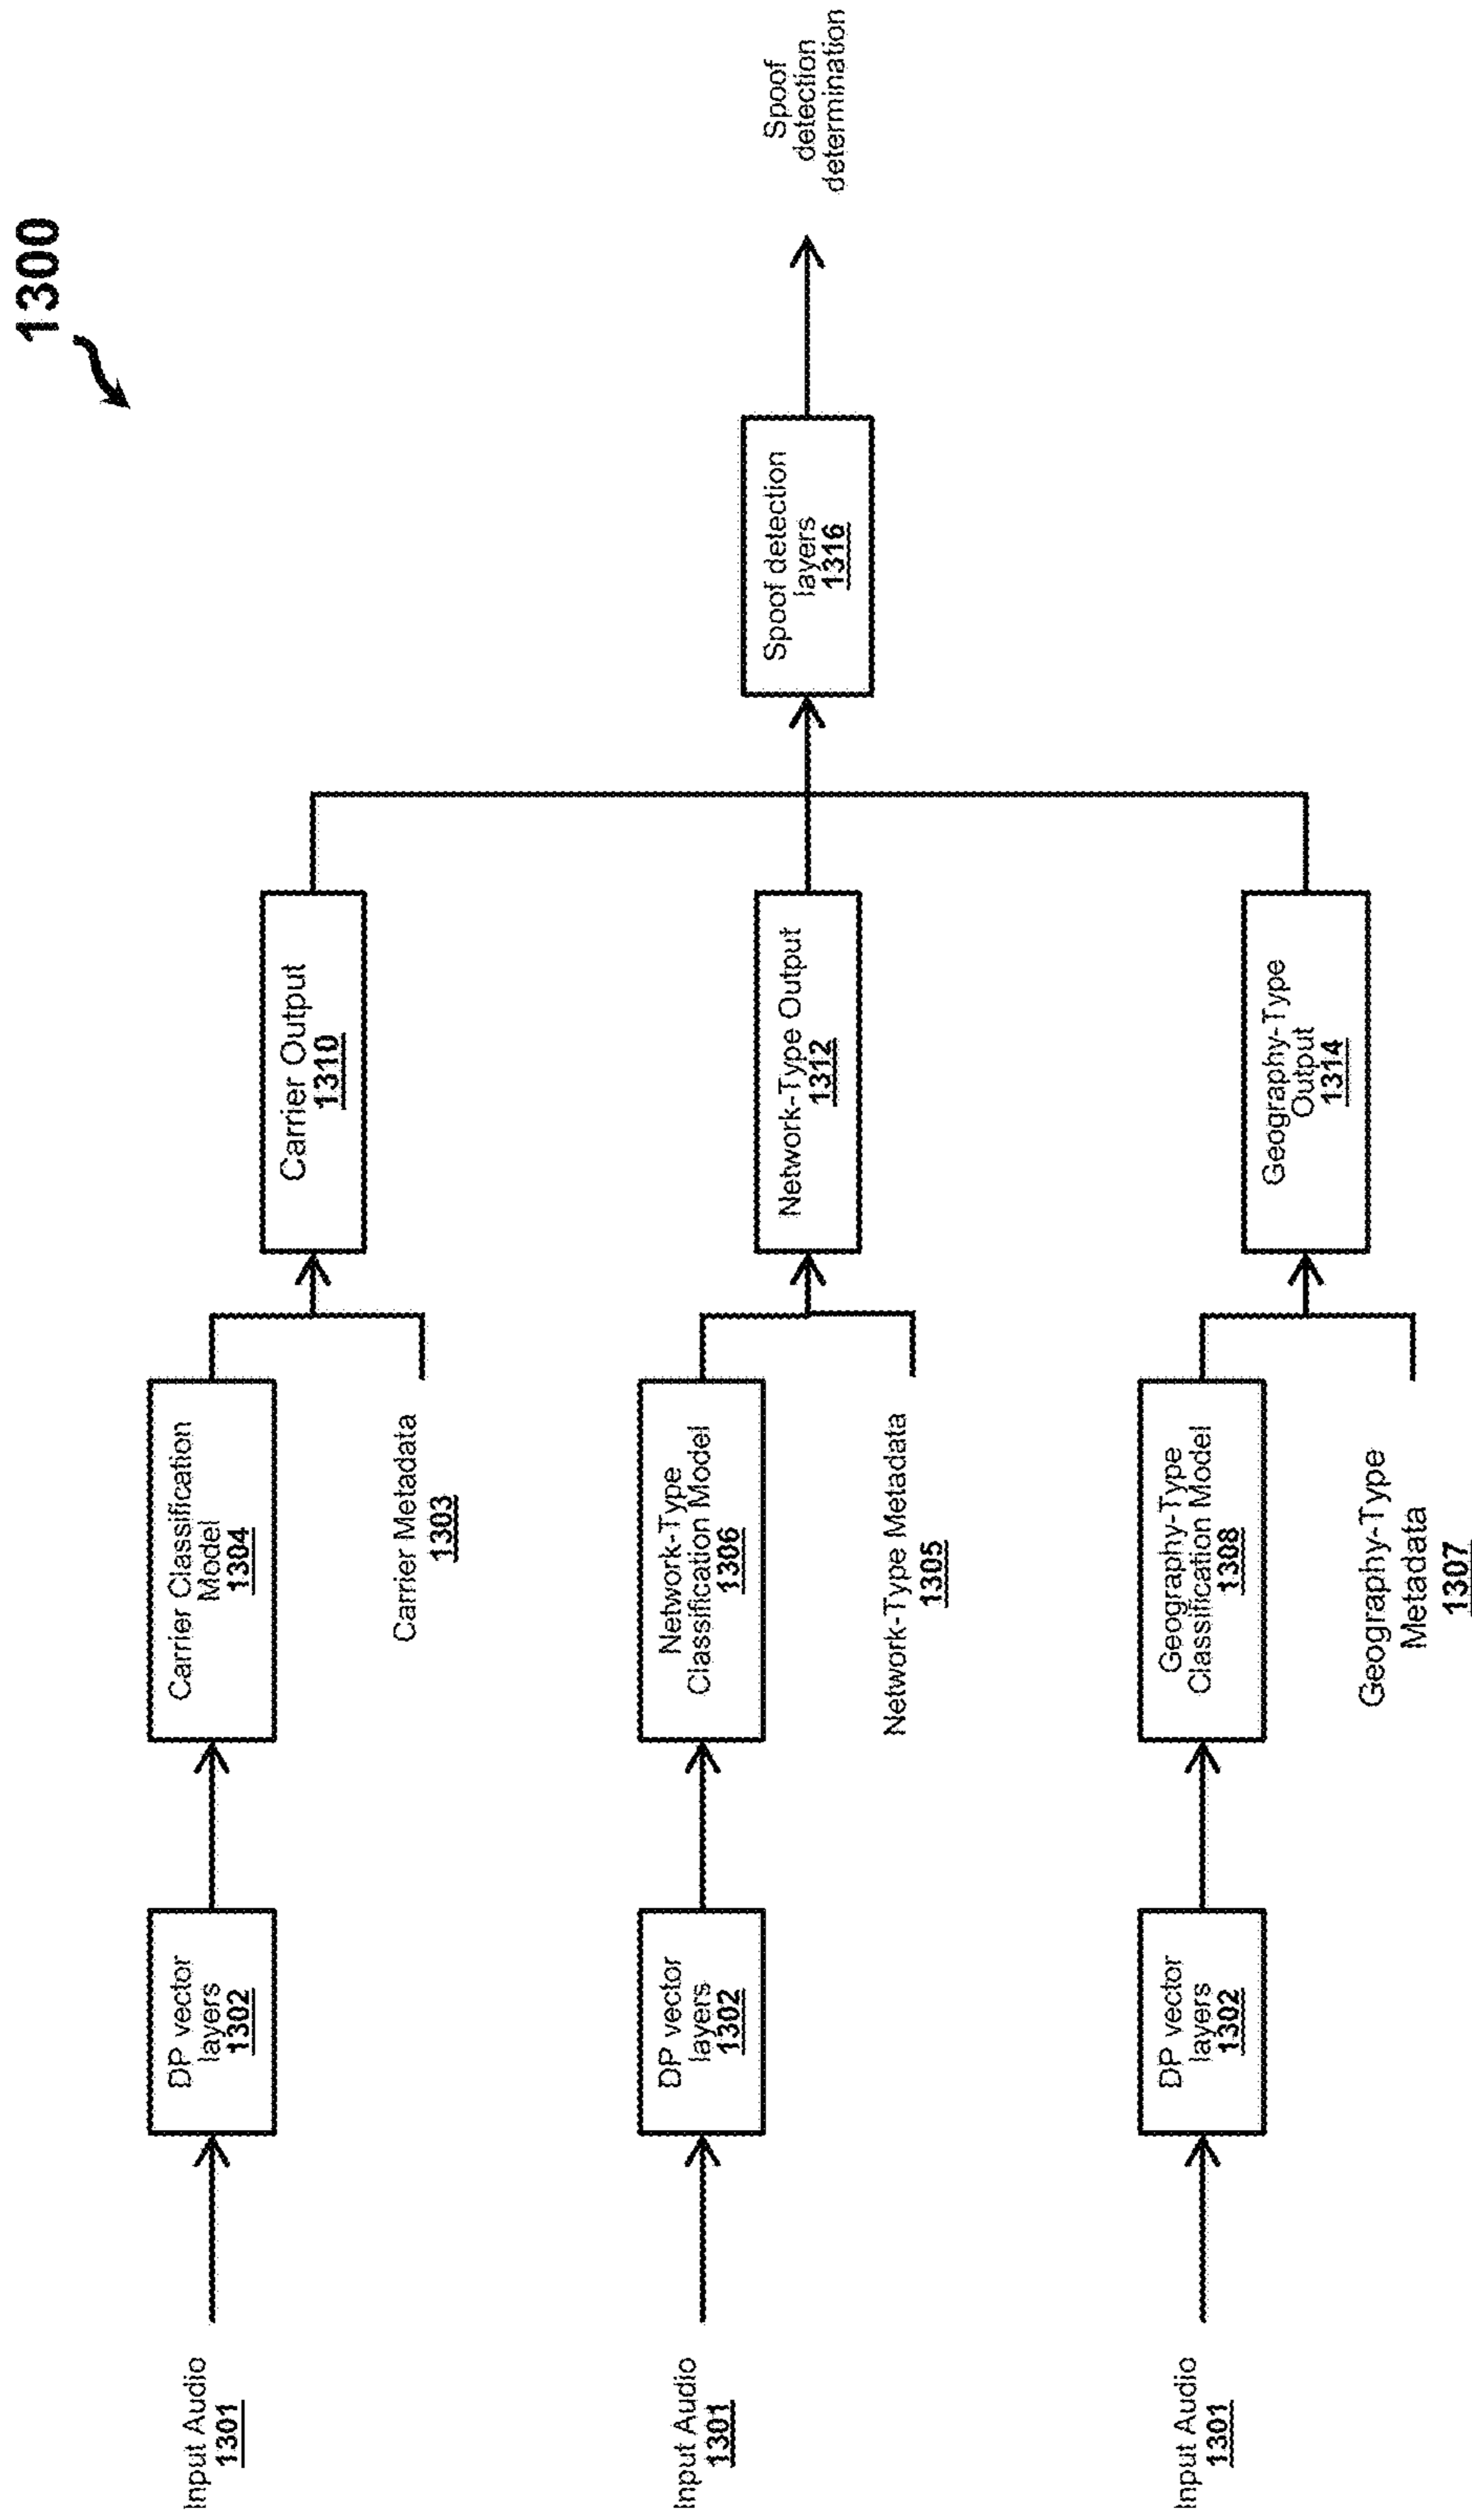 1300
Input Audio
1301
DP vector
layers
1302
Carrier Classification
Model
1304
Carrier Metadata
1303
Carrier Output
1310
Input Audio
1301
DP vector
layers
1302
Network-Type
Classification Model
1306
Network-Type Metadata
1305
Network-Type Output
1312
Input Audio
1301
DP vector
layers
1302
Geography-Type
Classification Model
1308
Geography-Type
Metadata
1307
Geography-Type
Output
1314
Spoof detection
layers
1316
Spoof
detection
determination